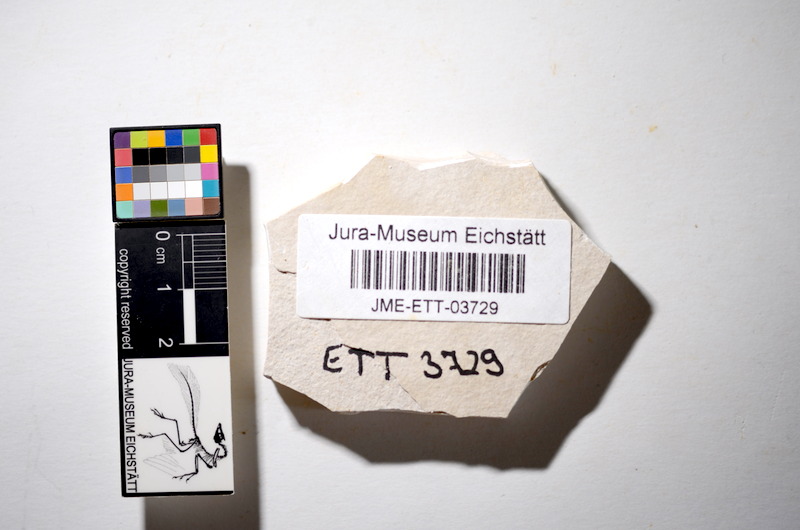 0 cm
1
2
copyright reserved
JURA-MUSEUM EICHSTÄTT
Jura-Museum Eichstätt
JME-ETT-03729
ETT 3729